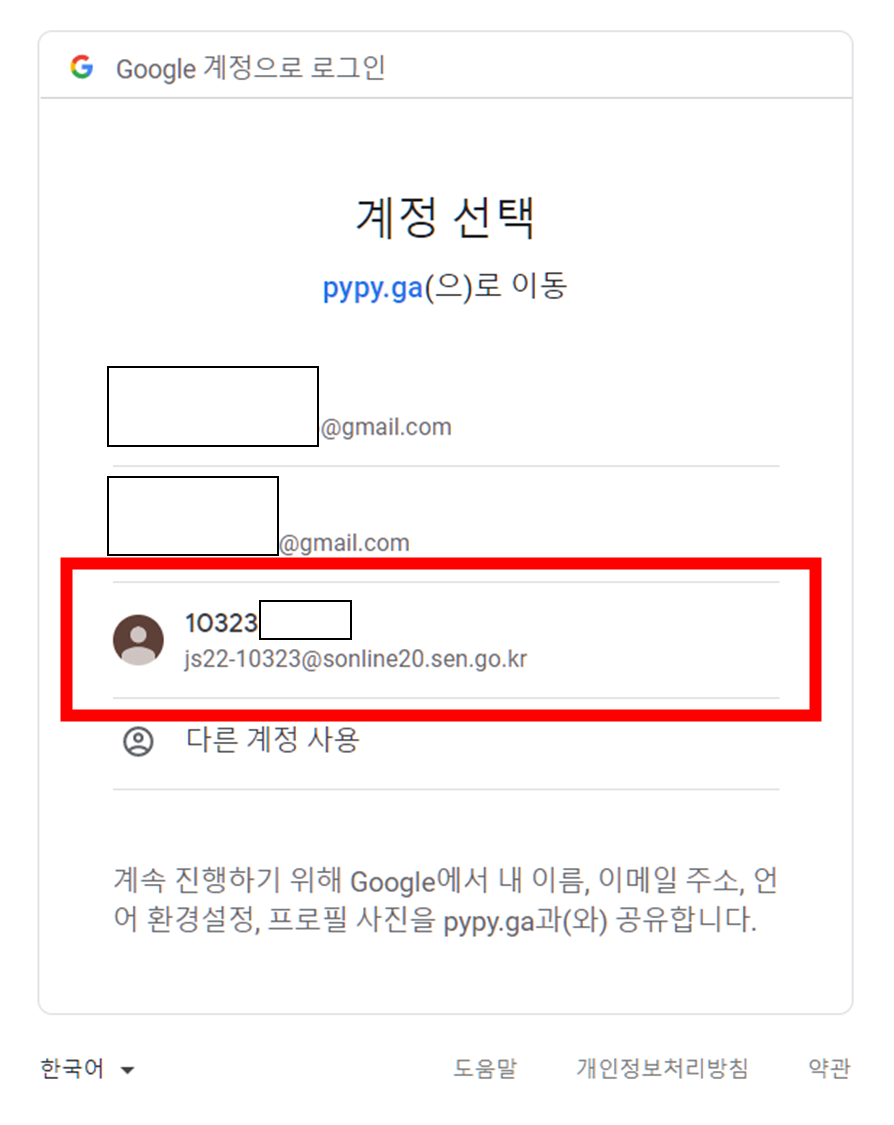 Google 계정으로 로그인
계정 선택
pypy.ga(으)로 이동
@gmail.com
@gmail.com
10323
js22-10323@sonline20.sen.go.kr
다른 계정 사용
계속 진행하기 위해 Google에서 내 이름, 이메일 주소, 언
어 환경설정, 프로필 사진을 pypy.ga과(와) 공유합니다.
한국어 도움말 개인정보처리방침 약관